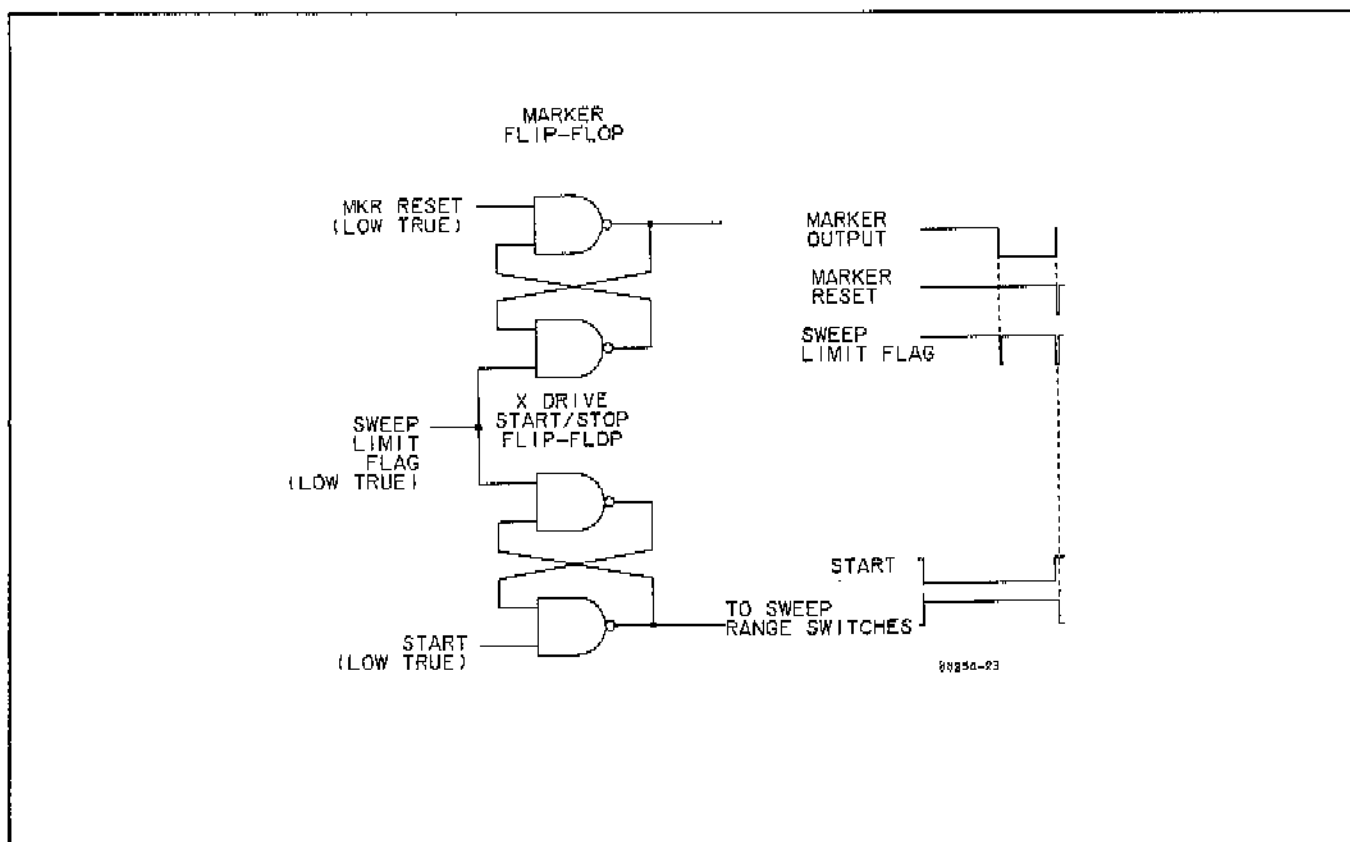 MARKER
FLIP-FLOP
MKR RESET
(LOW TRUE)
X DRIVE
START/STOP
FLIP-FLOP
SWEEP
LIMIT
FLAG
(LOW TRUE)
START
(LOW TRUE)
TO SWEEP
RANGE SWITCHES
MARKER
OUTPUT
MARKER
RESET
SWEEP
LIMIT FLAG
START